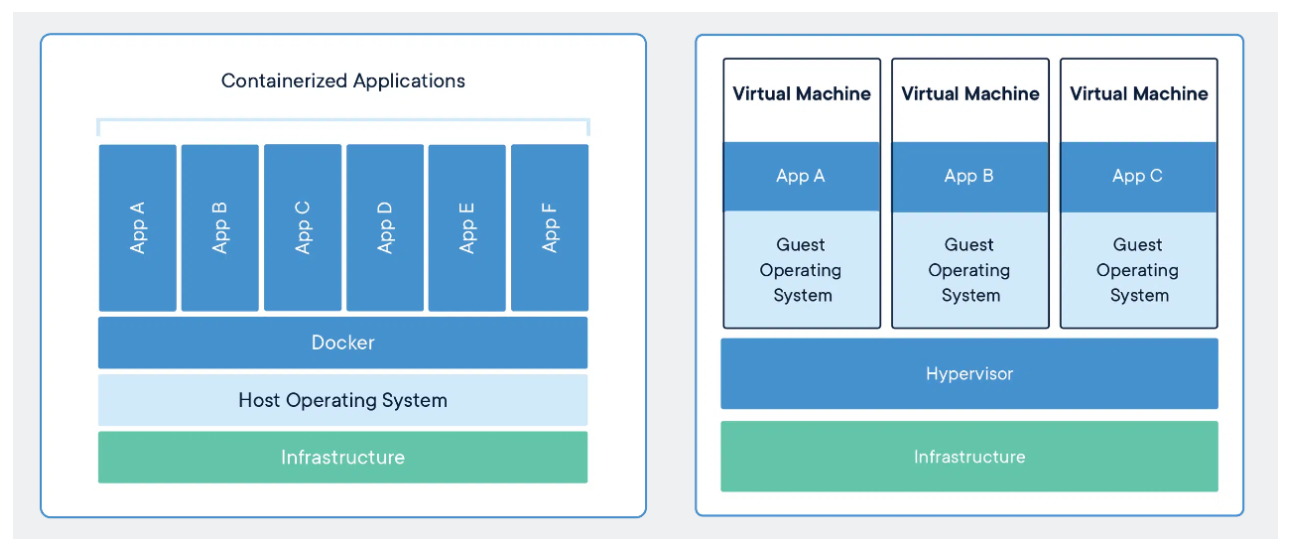 Containerized Applications
App A
App B
App C
App D
App E
App F
Docker
Host Operating System
Infrastructure
Virtual Machine
App A
Guest
Operating
System
Virtual Machine
App B
Guest
Operating
System
Virtual Machine
App C
Guest
Operating
System
Hypervisor
Infrastructure